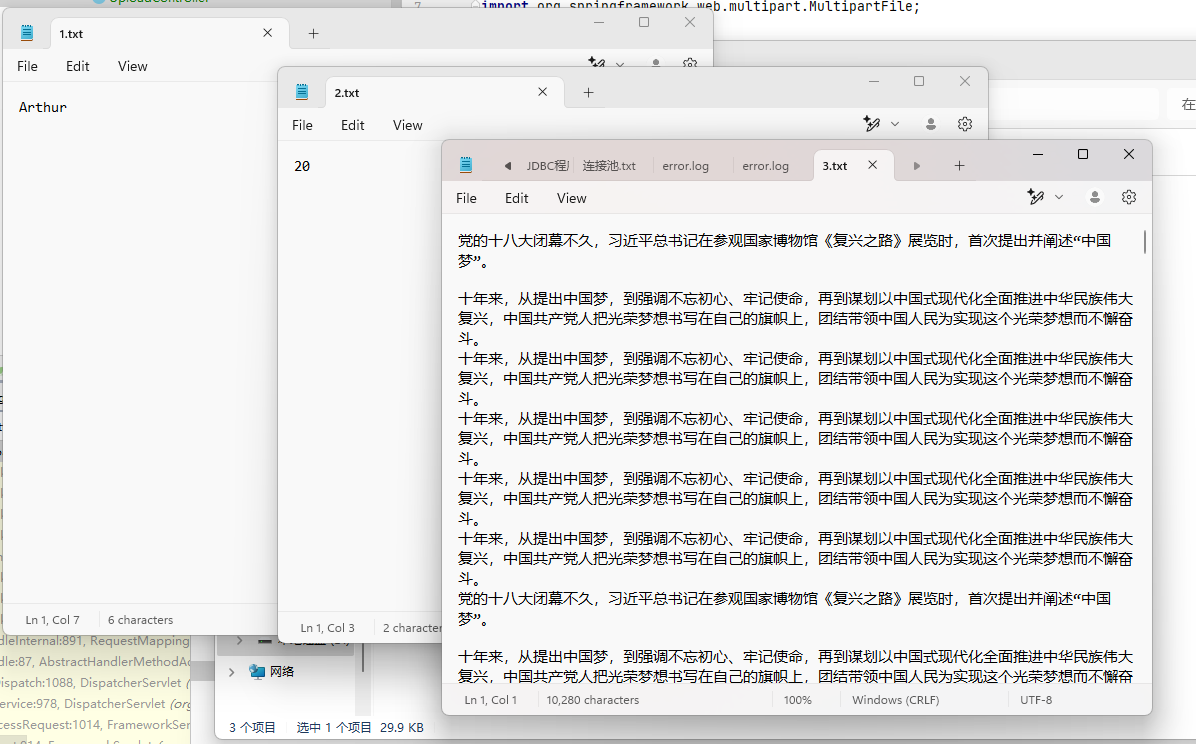 UploadController
7
import org.springframework.web.multipart.MultipartFile;
1.txt
File Edit View
Arthur
Ln 1, Col 7 6 characters
2.txt
File Edit View
20
Ln 1, Col 3 2 character
在
JDBC程 连接池.txt error.log error.log 3.txt
File Edit View
党的十八大闭幕不久，习近平总书记在参观国家博物馆《复兴之路》展览时，首次提出并阐述“中国
梦”。
十年来，从提出中国梦，到强调不忘初心、牢记使命，再到谋划以中国式现代化全面推进中华民族伟大
复兴，中国共产党人把光荣梦想书写在自己的旗帜上，团结带领中国人民为实现这个光荣梦想而不懈奋
斗。
十年来，从提出中国梦，到强调不忘初心、牢记使命，再到谋划以中国式现代化全面推进中华民族伟大
复兴，中国共产党人把光荣梦想书写在自己的旗帜上，团结带领中国人民为实现这个光荣梦想而不懈奋
斗。
十年来，从提出中国梦，到强调不忘初心、牢记使命，再到谋划以中国式现代化全面推进中华民族伟大
复兴，中国共产党人把光荣梦想书写在自己的旗帜上，团结带领中国人民为实现这个光荣梦想而不懈奋
斗。
十年来，从提出中国梦，到强调不忘初心、牢记使命，再到谋划以中国式现代化全面推进中华民族伟大
复兴，中国共产党人把光荣梦想书写在自己的旗帜上，团结带领中国人民为实现这个光荣梦想而不懈奋
斗。
十年来，从提出中国梦，到强调不忘初心、牢记使命，再到谋划以中国式现代化全面推进中华民族伟大
复兴，中国共产党人把光荣梦想书写在自己的旗帜上，团结带领中国人民为实现这个光荣梦想而不懈奋
斗。
党的十八大闭幕不久，习近平总书记在参观国家博物馆《复兴之路》展览时，首次提出并阐述“中国
梦”。
十年来，从提出中国梦，到强调不忘初心、牢记使命，再到谋划以中国式现代化全面推进中华民族伟大
复兴，中国共产党人把光荣梦想书写在自己的旗帜上，团结带领中国人民为实现这个光荣梦想而不懈奋
Ln 1, Col 1 10,280 characters 100% Windows (CRLF) UTF-8
dleInternal:891, RequestMapping
dle:87, AbstractHandlerMethodAc
ispatch:1088, DispatcherServlet (
ervice:978, DispatcherServlet (org
cessRequest:1014, FrameworkSer
网络
3 个项目 选中 1 个项目 29.9 KB